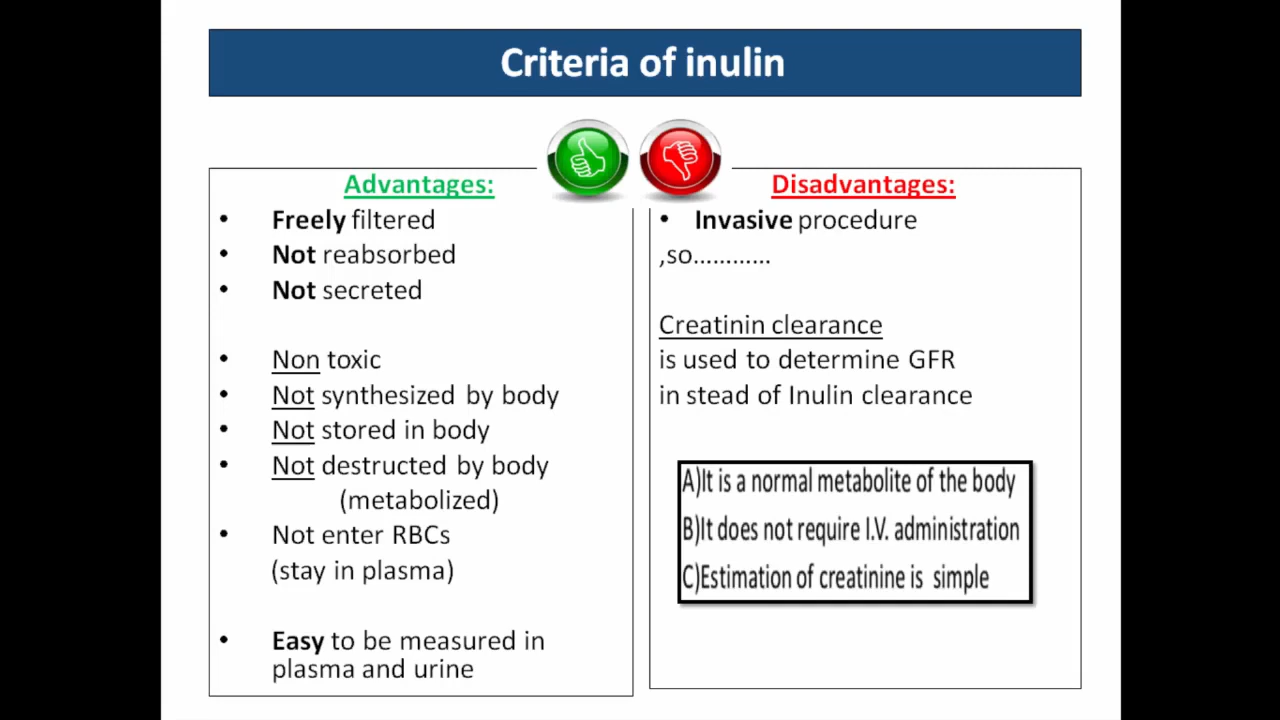 Criteria of inulin
Advantages:
• Freely filtered
• Not reabsorbed
• Not secreted
• Non toxic
• Not synthesized by body
• Not stored in body
• Not destructed by body
(metabolized)
• Not enter RBCs
(stay in plasma)
• Easy to be measured in
plasma and urine
Disadvantages:
• Invasive procedure
,so............
Creatinin clearance
is used to determine GFR
in stead of Inulin clearance
A)It is a normal metabolite of the body
B)It does not require I.V. administration
C)Estimation of creatinine is simple